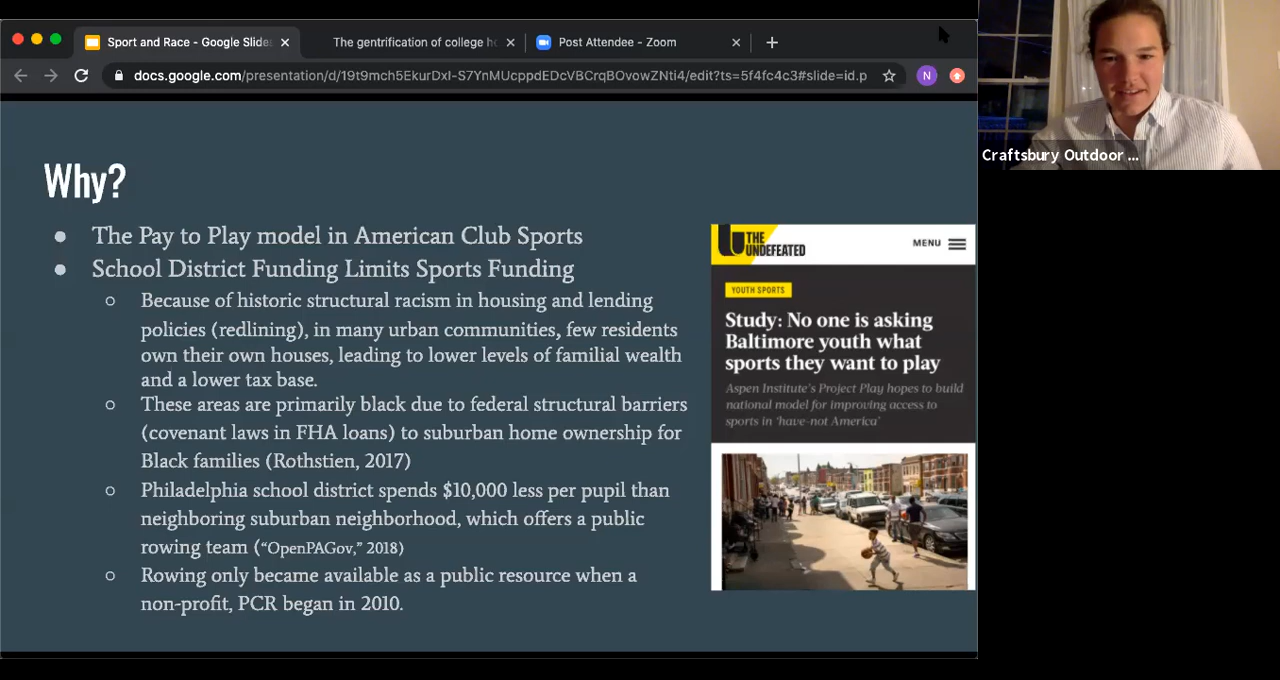 Sport and Race - Google Slides
The gentrification of college he
Post Attendee - Zoom
docs.google.com/presentation/d/19t9mch5EkurDxI-S7YnMUcppdEDcVBCrqBOvowZNti4/edit?ts=5f4fc4c3#slide=id.p
N
Craftsbury Outdoor ...
Why?
The Pay to Play model in American Club Sports
School District Funding Limits Sports Funding
Because of historic structural racism in housing and lending
policies (redlining), in many urban communities, few residents
own their own houses, leading to lower levels of familial wealth
and a lower tax base.
These areas are primarily black due to federal structural barriers
(covenant laws in FHA loans) to suburban home ownership for
Black families (Rothstien, 2017)
Philadelphia school district spends $10,000 less per pupil than
neighboring suburban neighborhood, which offers a public
rowing team (“OpenPAGov,” 2018)
Rowing only became available as a public resource when a
non-profit, PCR began in 2010.
THE
UNDEFEATED
MENU
YOUTH SPORTS
Study: No one is asking
Baltimore youth what
sports they want to play
Aspen Institute's Project Play hopes to build
national model for improving access to
sports in 'have-not America'